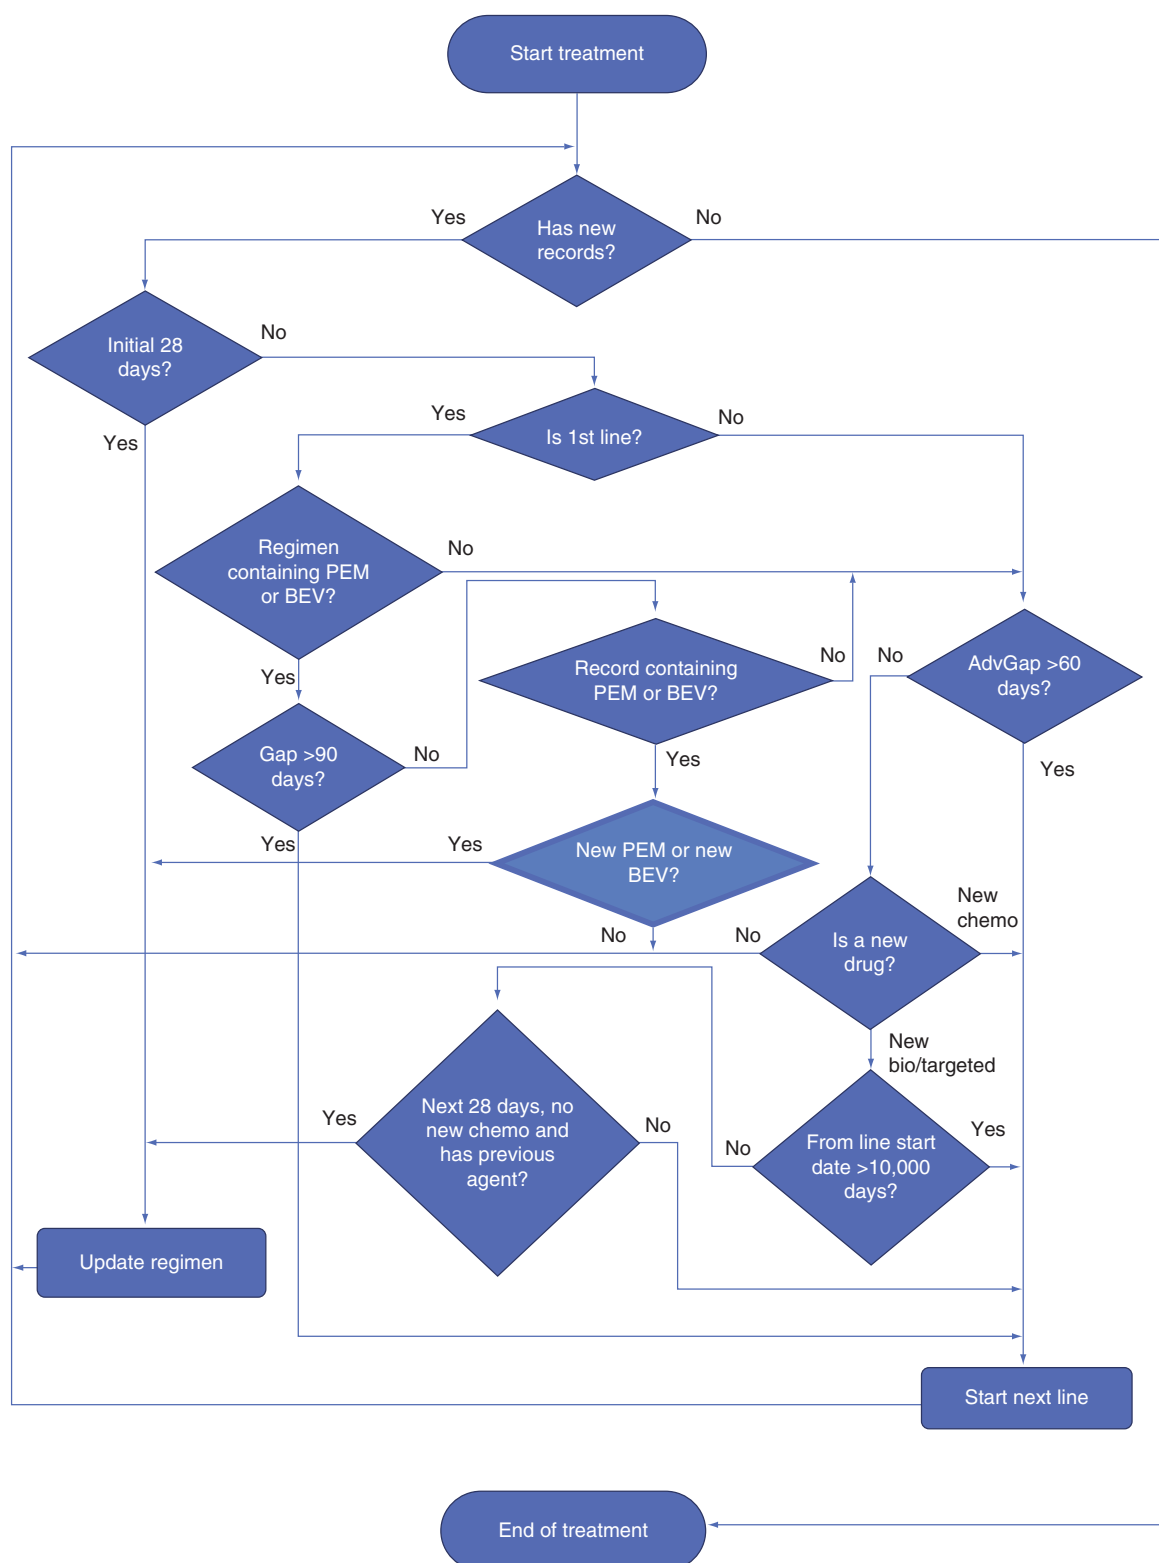 Start treatment
Yes
No
Has new
records?
Initial 28
days?
No
Yes
Yes
No
Is 1st line?
Regimen
containing PEM
or BEV?
No
Yes
Record containing
PEM or BEV?
No
No
AdvGap >60
days?
Yes
Gap >90
days?
No
Yes
Yes
Yes
New PEM or new
BEV?
No
No
Is a new
drug?
New
chemo
New
bio/targeted
Yes
Next 28 days, no
new chemo and
has previous
agent?
No
No
From line start
date >10,000
days?
Yes
Update regimen
Start next line
End of treatment